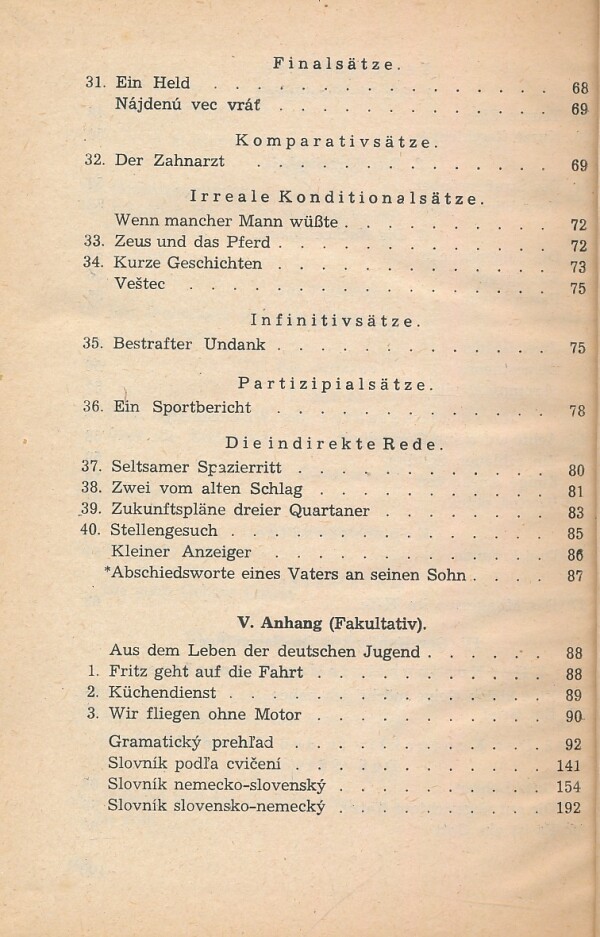 Finalsätze.
31. Ein Held . . . . . . . . . . . . . . 68
Nájdenú vec vráť . . . . . . . . . . . . 69
Komparativsätze.
32. Der Zahnarzt . . . . . . . . . . . . 69
Irreale Konditionalsätze.
Wenn mancher Mann wüßte . . . . . . . . . 72
33. Zeus und das Pferd . . . . . . . . . . . . 72
34. Kurze Geschichten . . . . . . . . . . . . 73
Veštec . . . . . . . . . . . . . . . . 75
Infinitivsätze.
35. Bestrafter Undank . . . . . . . . . . . . 75
Partizipialsätze.
36. Ein Sportbericht . . . . . . . . . . . . 78
Die indirekte Rede.
37. Seltsamer Spazierritt . . . . . . . . . . . 80
38. Zwei vom alten Schlag . . . . . . . . . . 81
39. Zukunftspläne dreier Quartaner . . . . . . . 83
40. Stellengesuch . . . . . . . . . . . . . . 85
Kleiner Anzeiger . . . . . . . . . . . . 86
*Abschiedsworte eines Vaters an seinen Sohn . . . . 87
V. Anhang (Fakultativ).
Aus dem Leben der deutschen Jugend . . . . . . 88
1. Fritz geht auf die Fahrt . . . . . . . . . . 88
2. Küchendienst . . . . . . . . . . . . . . 89
3. Wir fliegen ohne Motor . . . . . . . . . . 90
Gramatický prehľad . . . . . . . . . . . 92
Slovník podľa cvičení . . . . . . . . . . . 141
Slovník nemecko-slovenský . . . . . . . . . 154
Slovník slovensko-nemecký . . . . . . . . . 192